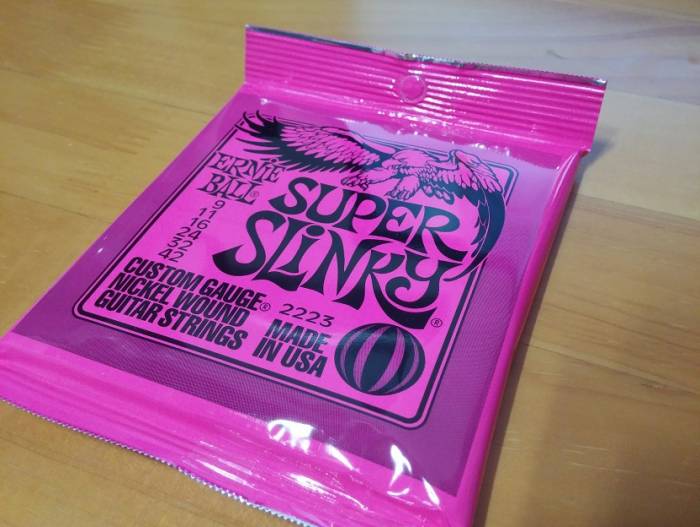 ERNIE
BALL®
SUPER
SLINKY®
9
11
16
24
32
42
CUSTOM GAUGE®
NICKEL WOUND
GUITAR STRINGS
2223
MADE
IN USA